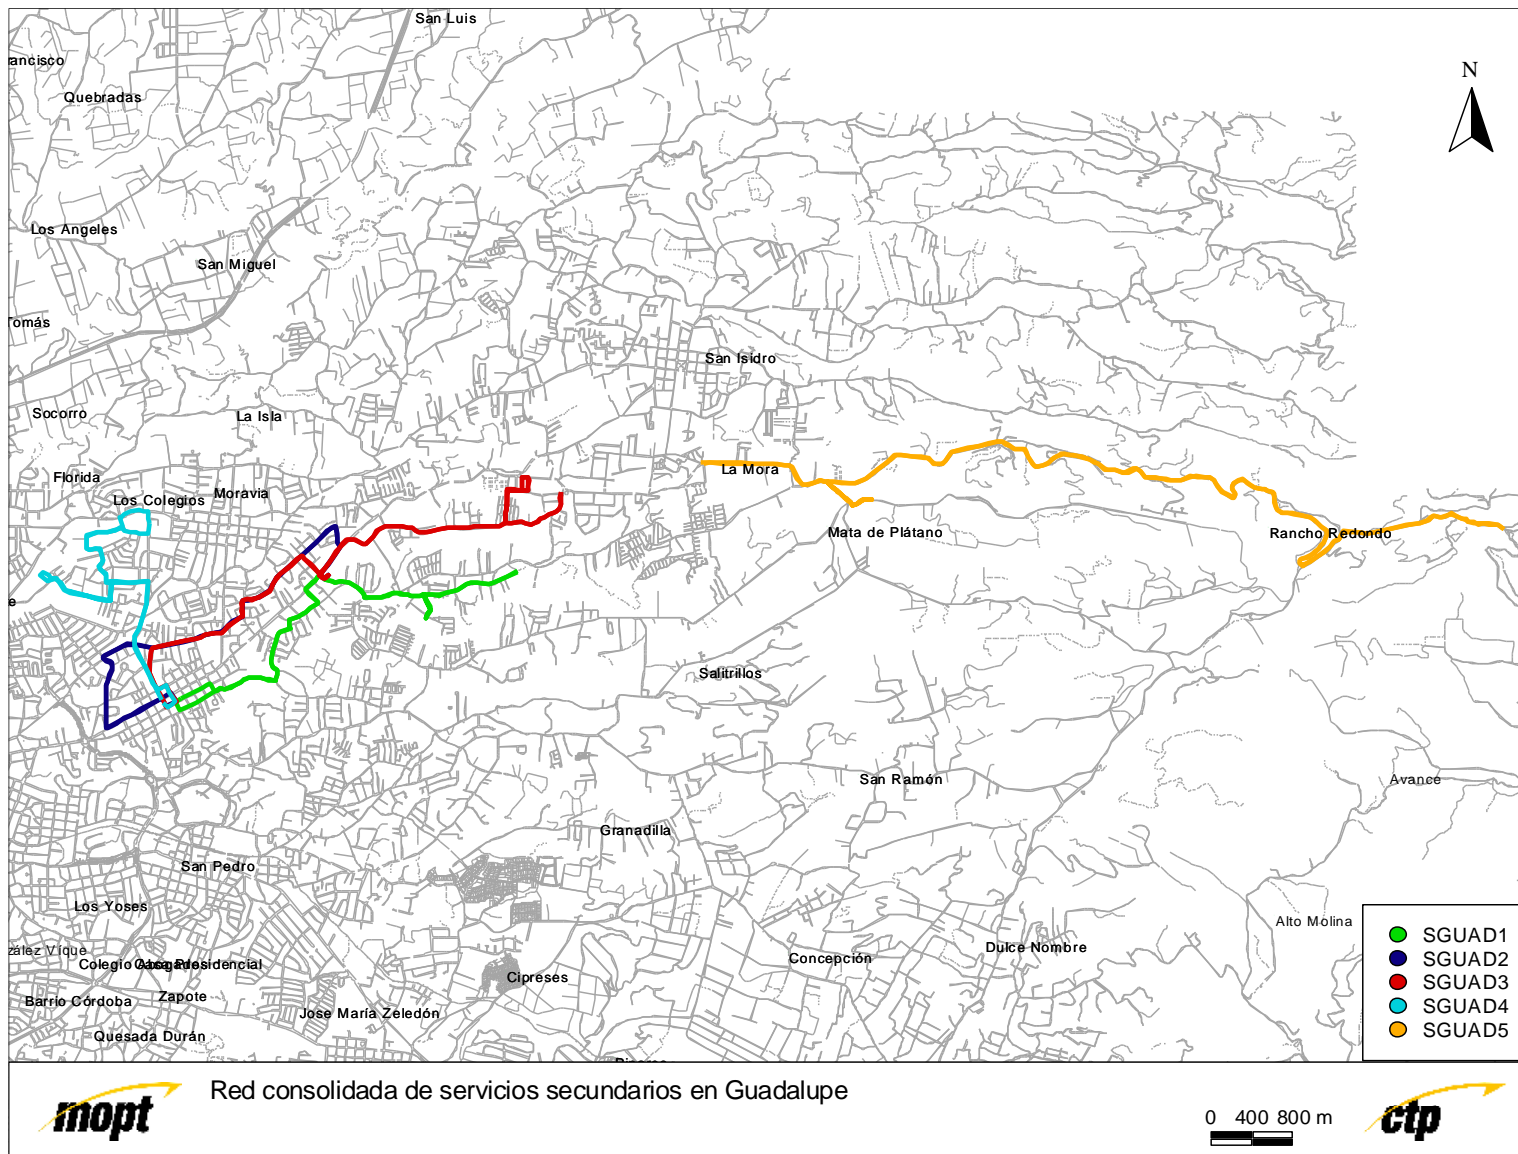 San Luis
ancisco
Quebradas
N
Los Angeles
San Miguel
Tomás
San Isidro
Socorro
La Isla
La Mora
Florida
Los Colegios
Moravia
Mata de Plátano
Rancho Redondo
e
Salitrillos
San Ramón
Avance
Granadilla
San Pedro
Los Yoses
Alto Molina
zález Víque
Dulce Nombre
Concepción
Cipreses
Barrio Córdoba
Zapote
Jose María Zeledón
Quesada Durán
SGUAD1
SGUAD2
SGUAD3
SGUAD4
SGUAD5
Red consolidada de servicios secundarios en Guadalupe
mopt
0 400 800 m
ctp